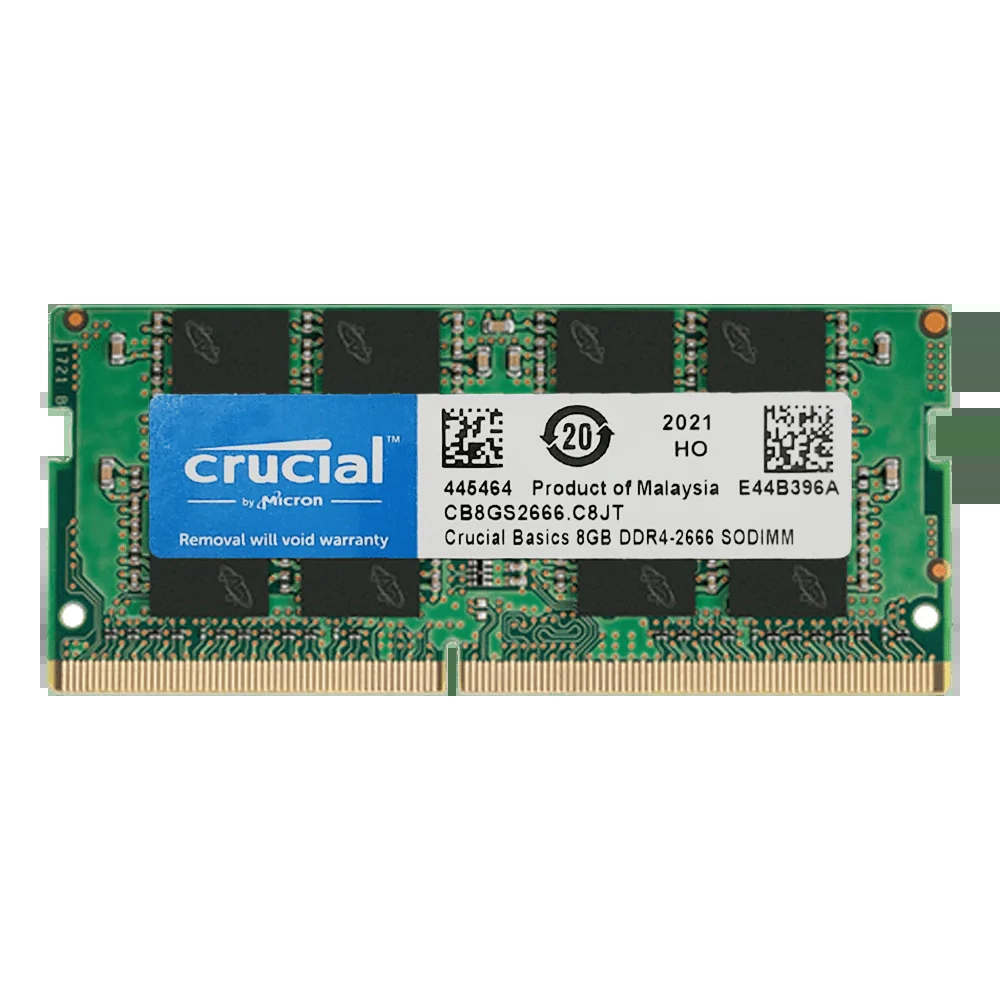 1721
crucial™
by Micron
Removal will void warranty
20
2021
HO
445464 Product of Malaysia E44B396A
CB8GS2666.C8JT
Crucial Basics 8GB DDR4-2666 SODIMM